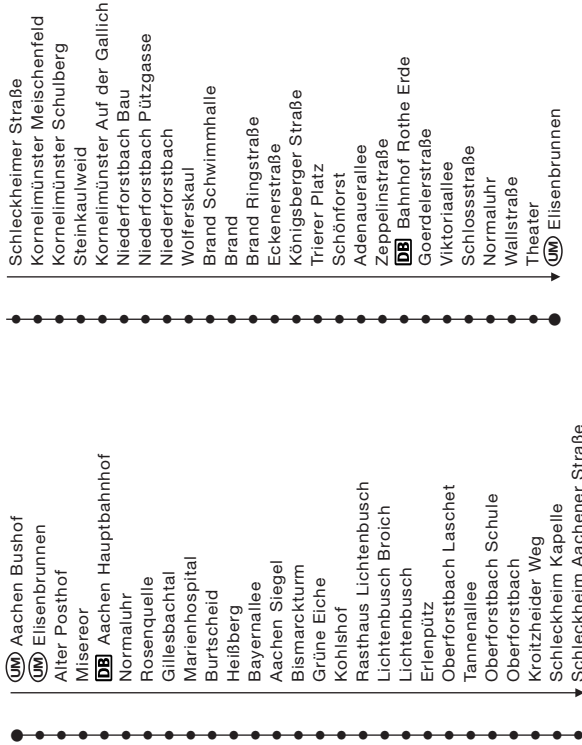 UM Aachen Bushof
UM Elisenbrunnen
Alter Posthof
Misereor
DB Aachen Hauptbahnhof
Normaluhr
Rosenquelle
Gillesbachtal
Marienhospital
Burtscheid
Heißberg
Bayernallee
Aachen Siegel
Bismarckturm
Grüne Eiche
Kohlshof
Rasthaus Lichtenbusch
Lichtenbusch Broich
Lichtenbusch
Erlenpütz
Oberforstbach Laschet
Tannenallee
Oberforstbach Schule
Oberforstbach
Kroitzheider Weg
Schleckheim Kapelle
Schleckheim Aachener Straße
Schleckheimer Straße
Kornelimünster Meischenfeld
Kornelimünster Schulberg
Steinkaulweid
Kornelimünster Auf der Gallich
Niederforstbach Bau
Niederforstbach Pützgasse
Niederforstbach
Wolferskaul
Brand Schwimmhalle
Brand
Brand Ringstraße
Eckenerstraße
Königsberger Straße
Trierer Platz
Schönforst
Adenauerallee
Zeppelinstraße
DB Bahnhof Rothe Erde
Goerdelerstraße
Viktoriaallee
Schlossstraße
Normaluhr
Wallstraße
Theater
UM Elisenbrunnen